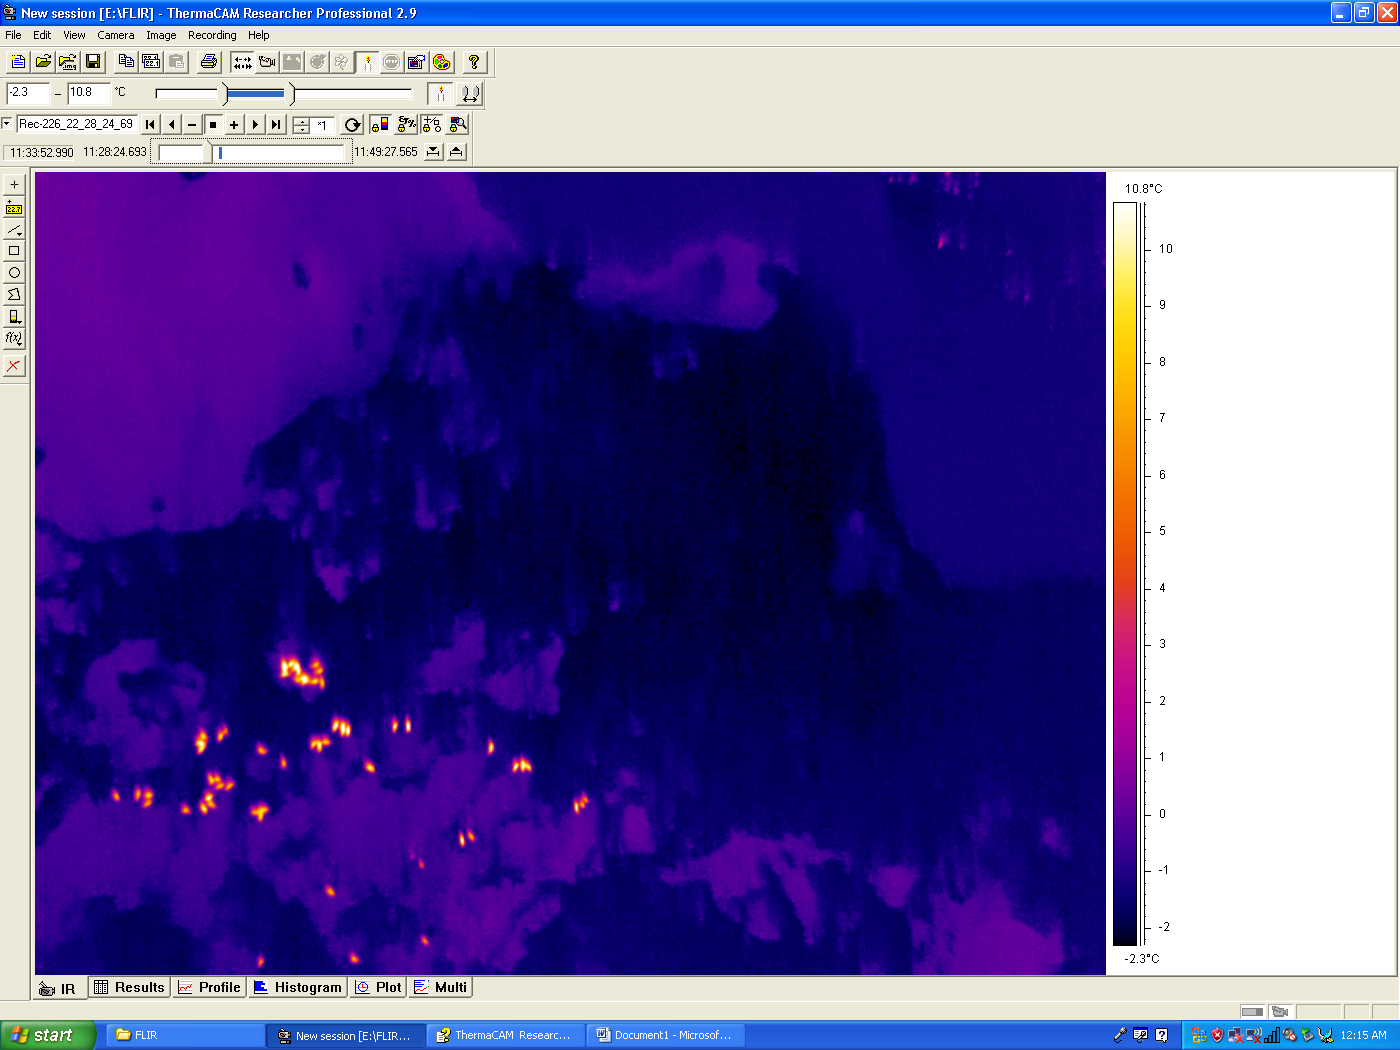 New session [E:\FLIR] - ThermaCAM Researcher Professional 2.9
File Edit View Camera Image Recording Help
-2.3 – 10.8 °C
Rec-226_22_28_24_69 *1
11:33:52.990 11:28:24.693 11:49:27.565
22.7
f(x)
10.8°C
10
9
8
7
6
5
4
3
2
1
0
-1
-2
-2.3°C
IR Results Profile Histogram Plot Multi
start FLIR New session [E:\FLIR... ThermaCAM Researc... Document1 - Microsof... 12:15 AM